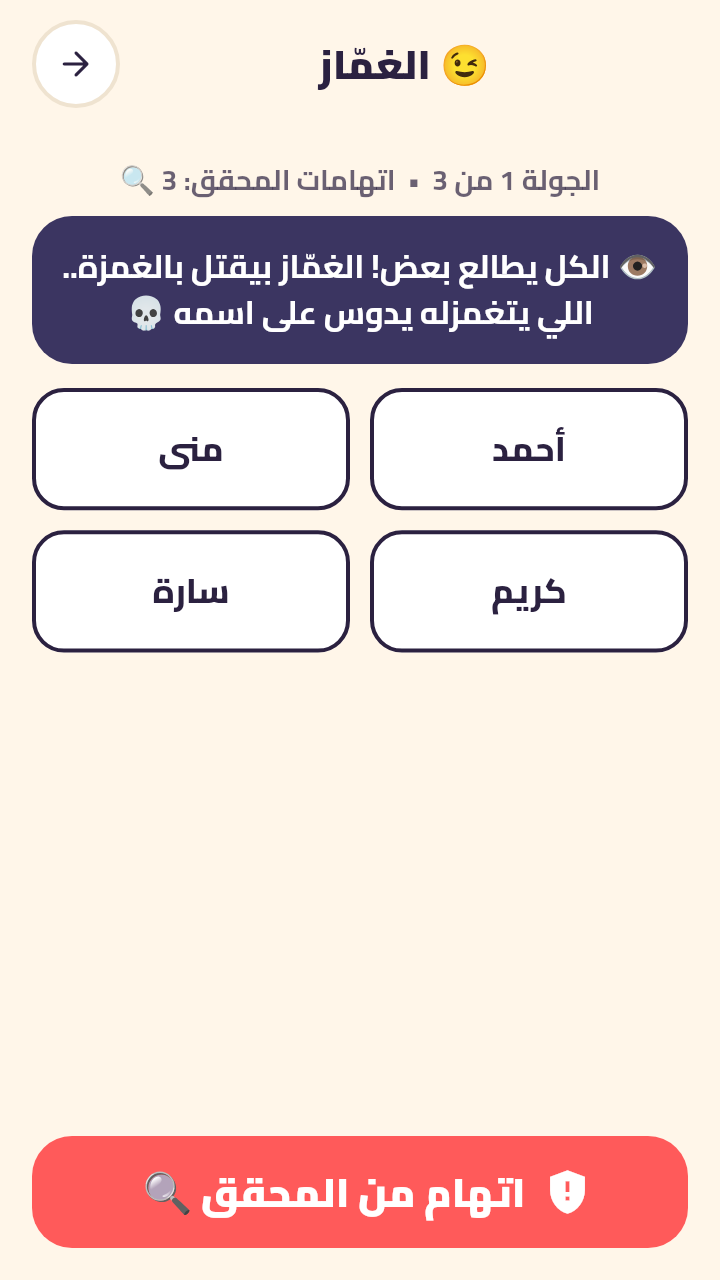 الغمّاز 😉
الجولة 1 من 3 ▪ اتهامات المحقق: 3 🔍
👁️ الكل يطالع بعض! الغمّاز بيقتل بالغمزة..
اللي يتغمزله يدوس على اسمه 💀
أحمد
منى
كريم
سارة
اتهام من المحقق 🔍